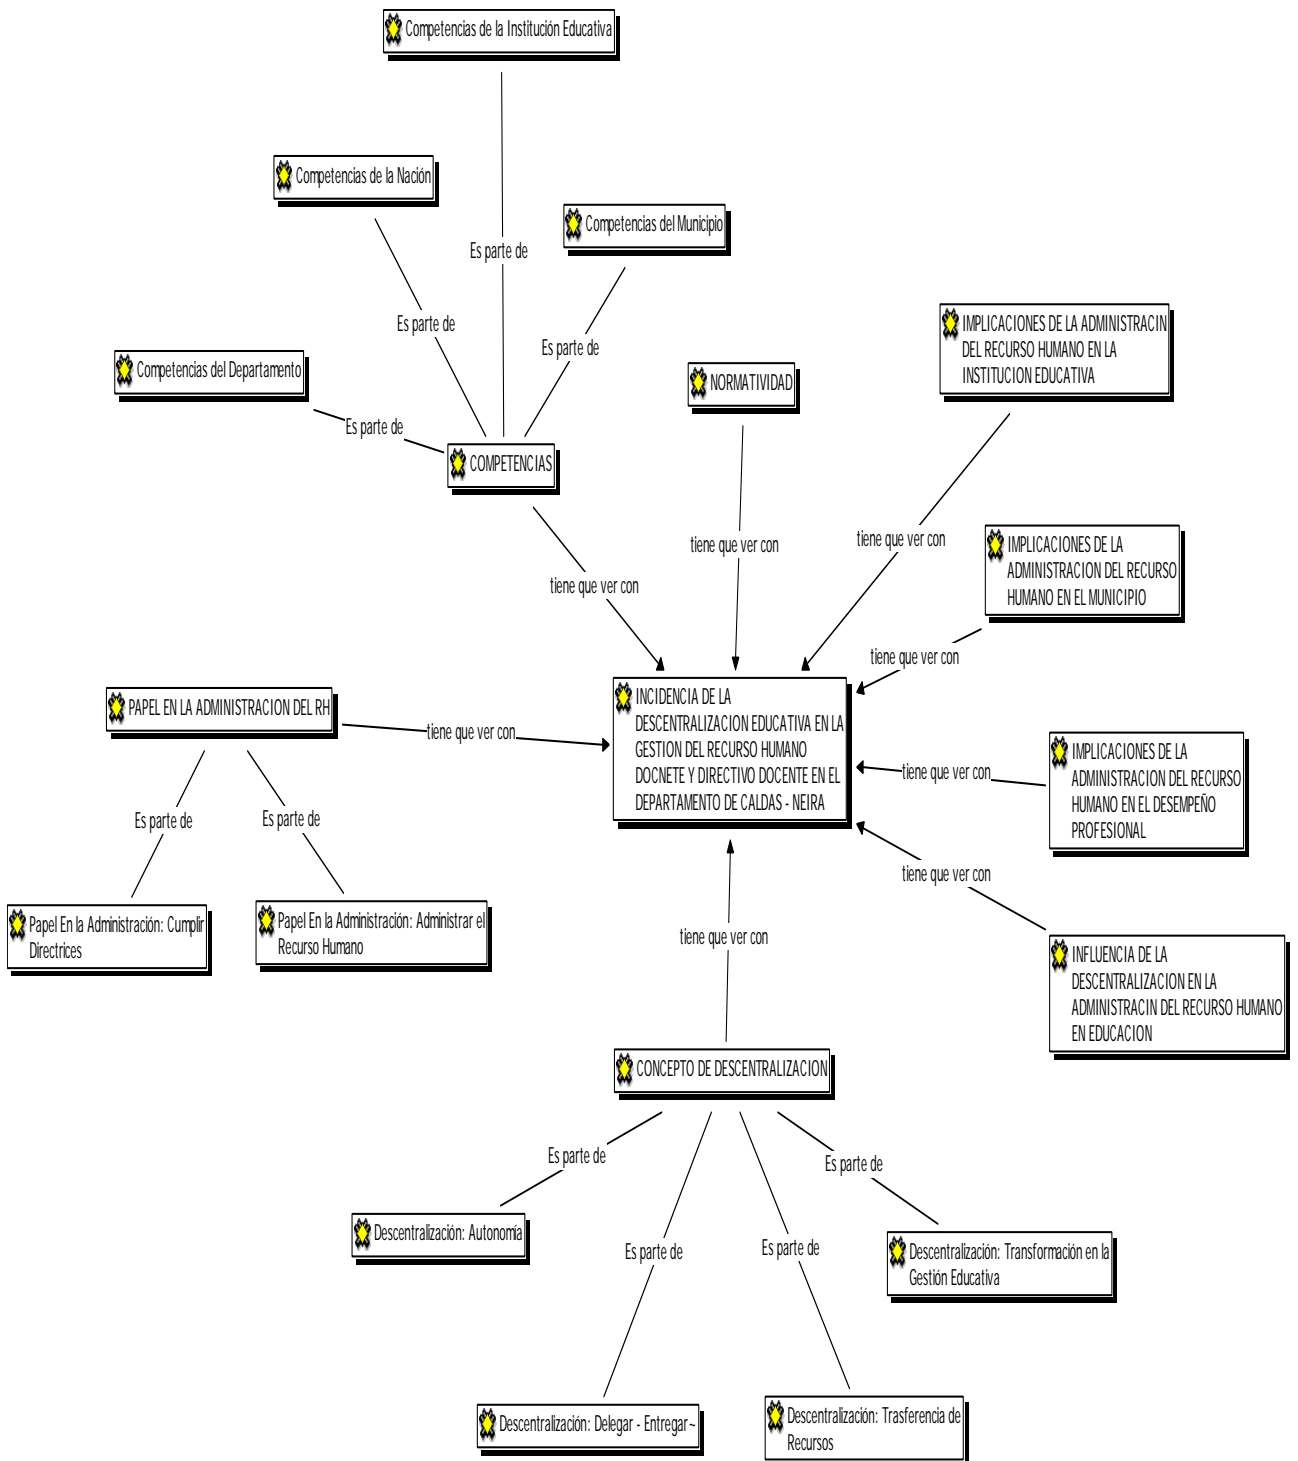 Competencias de la Institución Educativa
Competencias de la Nación
Competencias del Municipio
Es parte de
Es parte de
Es parte de
IMPLICACIONES DE LA ADMINISTRACIN
DEL RECURSO HUMANO EN LA
INSTITUCION EDUCATIVA
Competencias del Departamento
NORMATIVIDAD
Es parte de
COMPETENCIAS
tiene que ver con
tiene que ver con
tiene que ver con
IMPLICACIONES DE LA
ADMINISTRACION DEL RECURSO
HUMANO EN EL MUNICIPIO
tiene que ver con
PAPEL EN LA ADMINISTRACION DEL RH
tiene que ver con
INCIDENCIA DE LA
DESCENTRALIZACION EDUCATIVA EN LA
GESTION DEL RECURSO HUMANO
DOCNETE Y DIRECTIVO DOCENTE EN EL
DEPARTAMENTO DE CALDAS - NEIRA
tiene que ver con
IMPLICACIONES DE LA
ADMINISTRACION DEL RECURSO
HUMANO EN EL DESEMPEÑO
PROFESIONAL
Es parte de
Es parte de
tiene que ver con
Papel En la Administración: Cumplir
Directrices
Papel En la Administración: Administrar el
Recurso Humano
tiene que ver con
INFLUENCIA DE LA
DESCENTRALIZACION EN LA
ADMINISTRACIN DEL RECURSO HUMANO
EN EDUCACION
CONCEPTO DE DESCENTRALIZACION
Es parte de
Es parte de
Es parte de
Es parte de
Descentralización: Autonomía
Descentralización: Transformación en la
Gestión Educativa
Descentralización: Delegar - Entregar~
Descentralización: Trasferencia de
Recursos